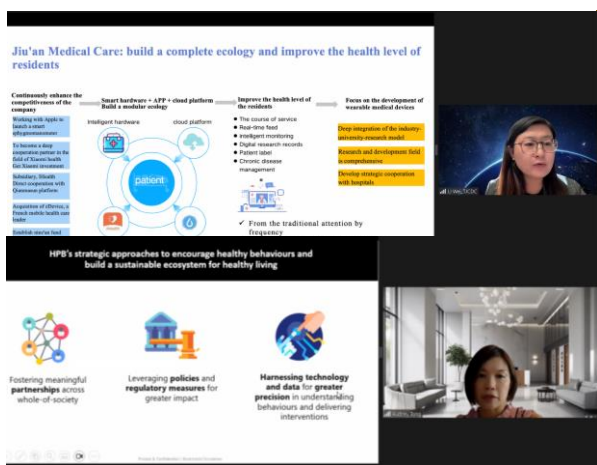 Jiu'an Medical Care: build a complete ecology and improve the health level of
residents
Continuously enhance the
competitiveness of the
company
Working with Apple to
launch a smart
To become a deep
cooperation partner in the
field of Xiaomi health
Get Xiaomi investment
Subsidiary, iHealth
Direct cooperation with
platform
Acquisition of eDevice, a
French mobile health care
leader
Smart hardware + APP + cloud platform
Build a modular ecology
Intelligent hardware
cloud platform
patient
Improve the health level of
the residents
The course of service
Real-time feed
Intelligent monitoring
Digital research records
Patient label
Chronic disease
management
✓ From the traditional attention by
frequency
Focus on the development of
wearable medical devices
Deep integration of the industry-
university-research model
Research and development field
is comprehensive
Develop strategic cooperation
with hospitals
HPB's strategic approaches to encourage healthy behaviours and
build a sustainable ecosystem for healthy living
Fostering meaningful
partnerships across
whole-of-society
Leveraging policies and
regulatory measures for
greater impact
Harnessing technology
and data for greater
precision in understanding
behaviours and delivering
interventions